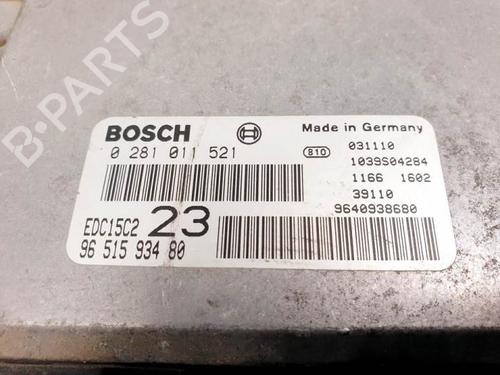 B-PARTS
BOSCH
Made in Germany
0 281 011 521
810
031110
1039S04284
1166 1602
39110
9640938680
EDC15C2 23
96 515 934 80